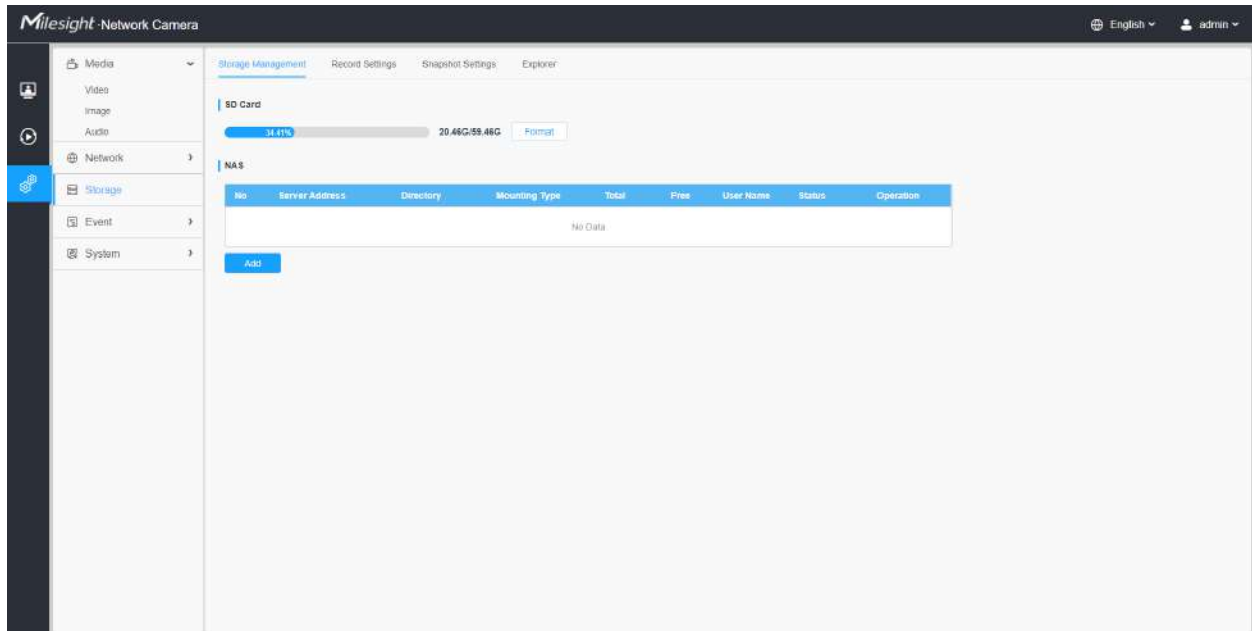 Milesight Network Camera English admin
Media
Video
Image
Audio
Network
Storage
Event
System
Storage Management Record Settings Snapshot Settings Explorer
SD Card
34.41% 20.46G/59.46G Format
NAS
No Server Address Directory Mounting Type Total Free User Name Status Operation
No Data
Add